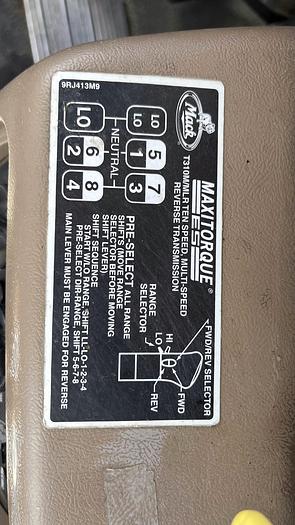 9RJ413M9
Mack
MAXITORQUE®
T310M/MLR TEN SPEED, MULTI-SPEED
REVERSE TRANSMISSION
FWD/REV SELECTOR
RANGE
SELECTOR
HI
LO
FWD
REV
LO 5 7
LO 1 3
NEUTRAL
LO 6 8
2 4
PRE-SELECT ALL RANGE
SHIFTS (MOVE RANGE
SELECTOR BEFORE MOVING
SHIFT LEVER)
SHIFT SEQUENCE
START W/LO RANGE, SHIFT LL-LO-1-2-3-4
PRE-SELECT DIR-RANGE, SHIFT 5-6-7-8
MAIN LEVER MUST BE ENGAGED FOR REVERSE